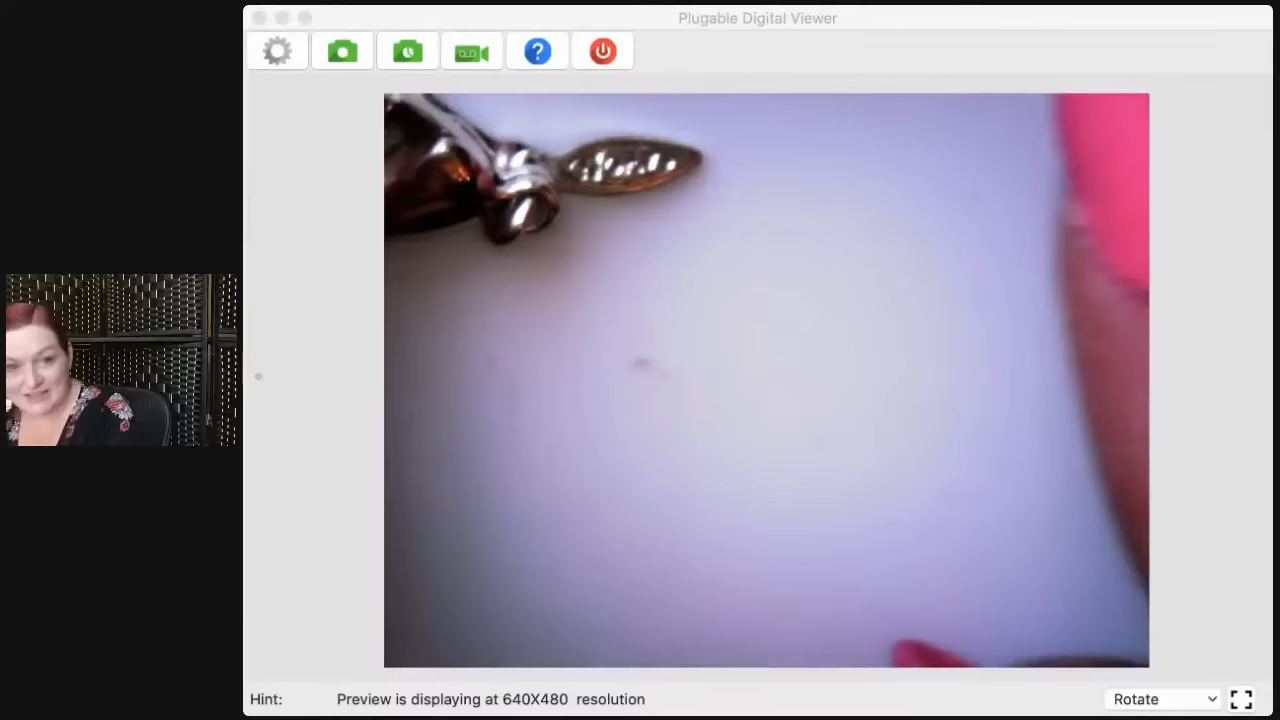 Plugable Digital Viewer
Hint: Preview is displaying at 640X480 resolution
Rotate